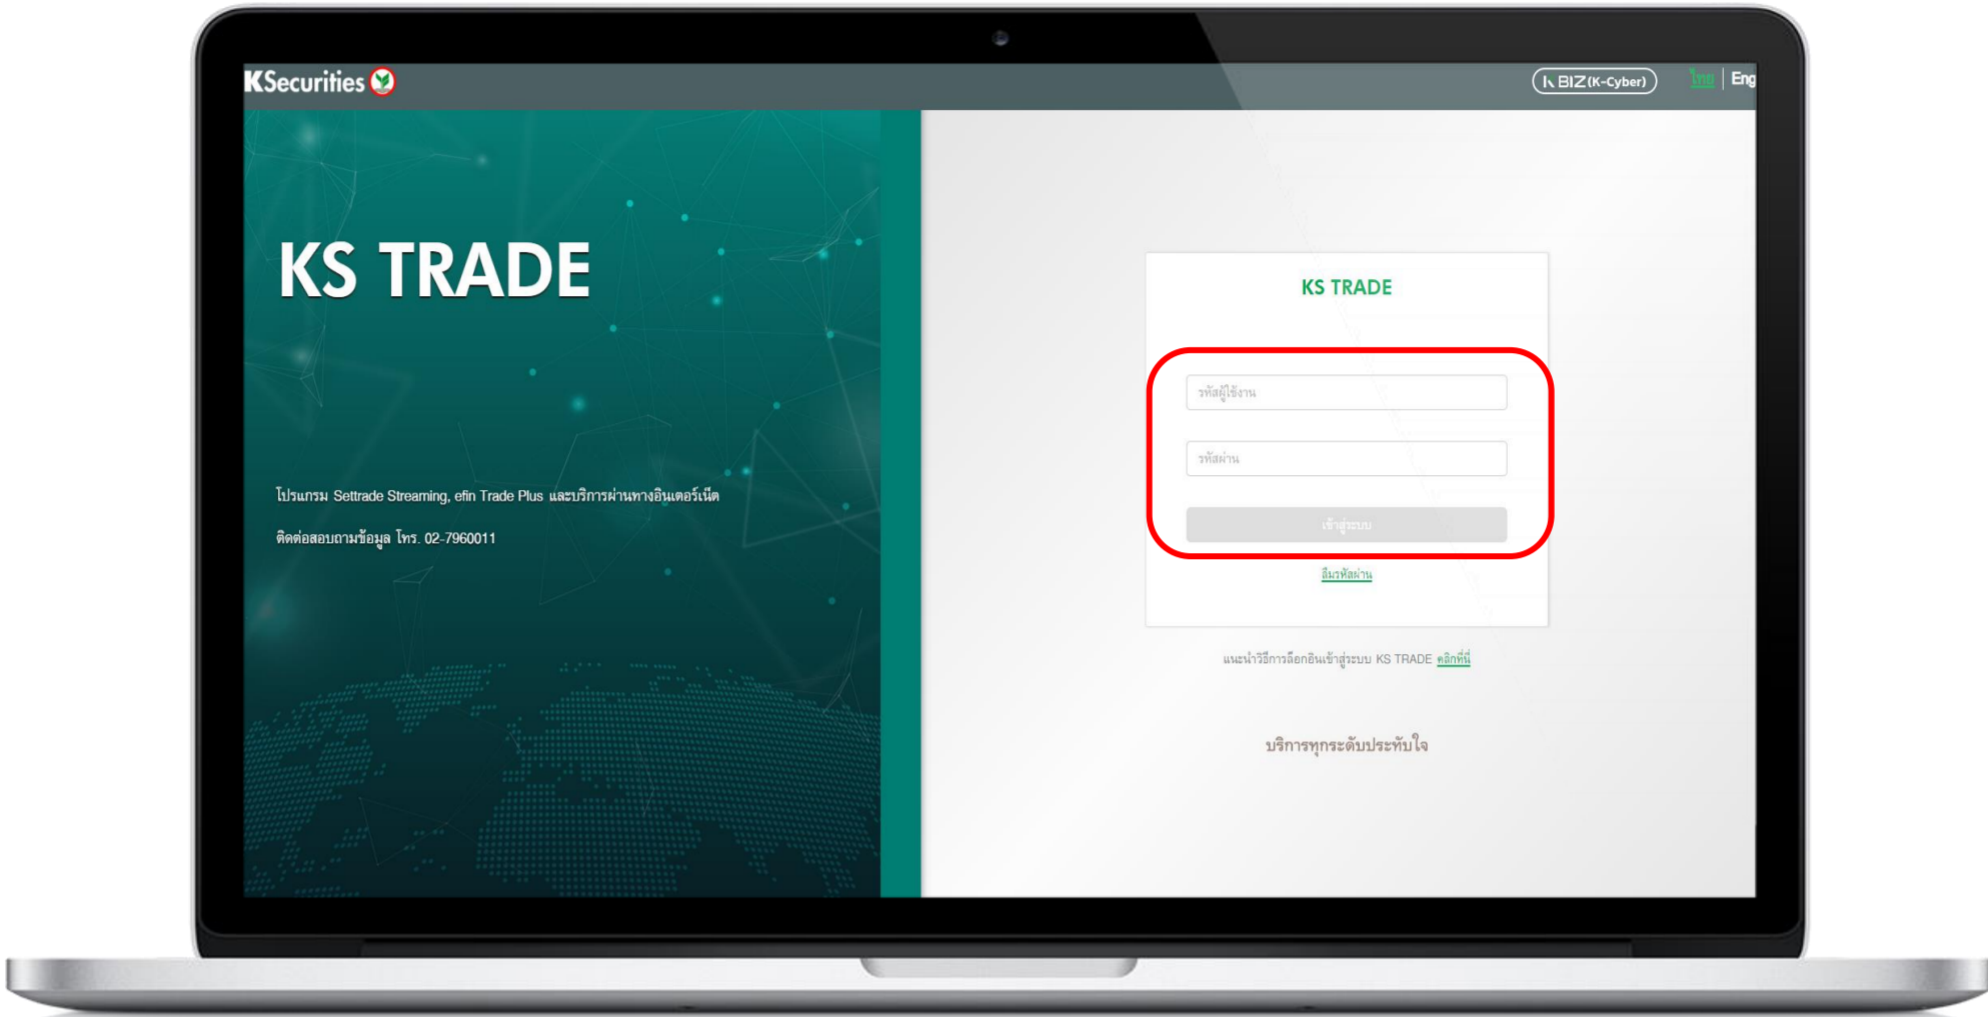 KSecurities
K BIZ (K-Cyber)
ไทย | Eng
KS TRADE
โปรแกรม Settrade Streaming, efin Trade Plus และบริการผ่านทางอินเตอร์เน็ต
ติดต่อสอบถามข้อมูล โทร. 02-7960011
KS TRADE
รหัสผู้ใช้งาน
รหัสผ่าน
เข้าสู่ระบบ
ลืมรหัสผ่าน
แนะนำวิธีการล็อกอินเข้าสู่ระบบ KS TRADE คลิกที่นี่
บริการทุกระดับประทับใจ